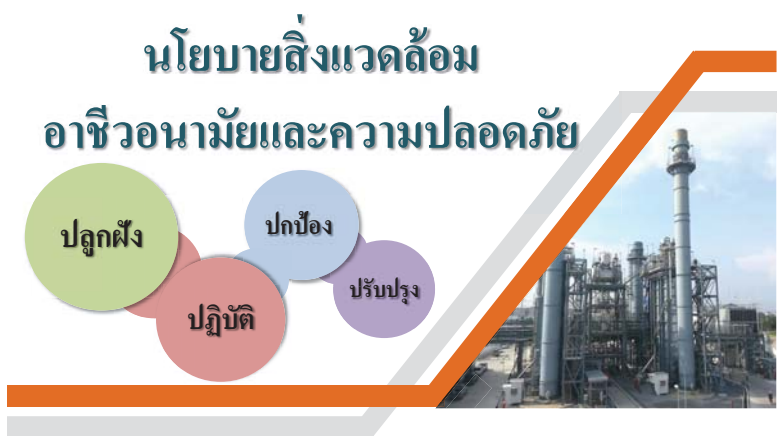 นโยบายสิ่งแวดล้อม
อาชีวอนามัยและความปลอดภัย
ปลูกฝัง
ปฏิบัติ
ปกป้อง
ปรับปรุง